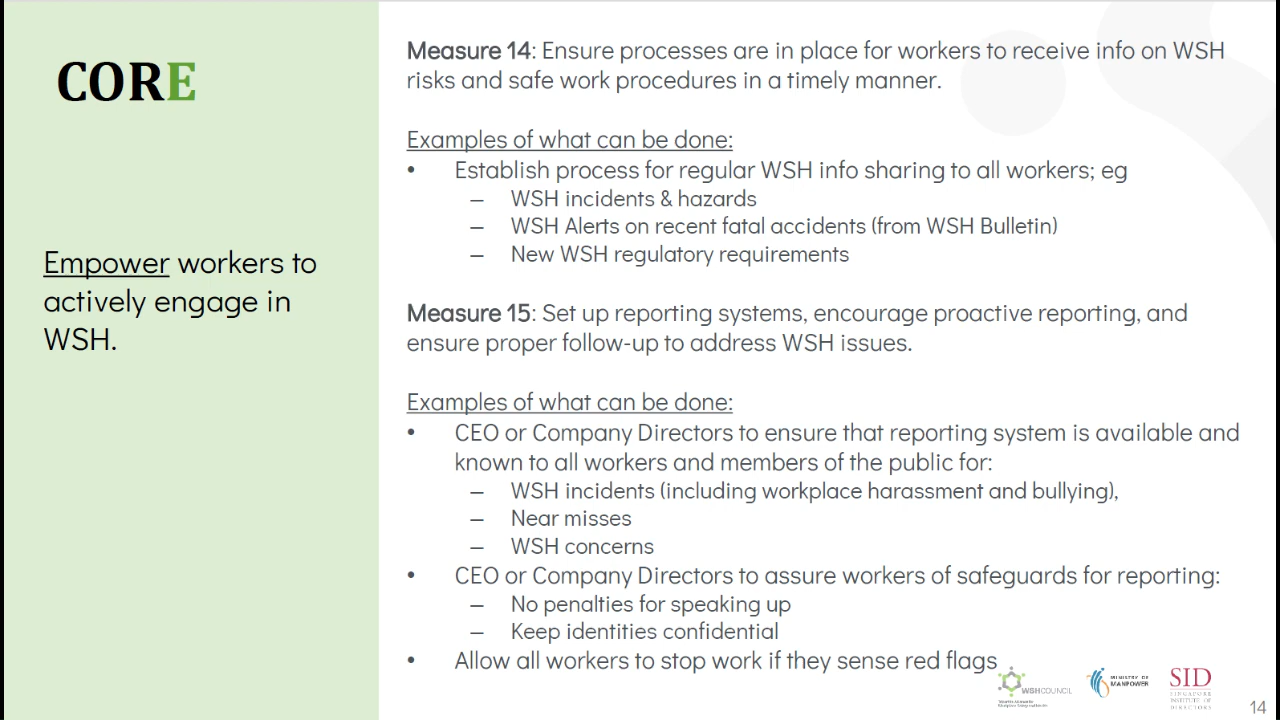 CORE
Empower workers to
actively engage in
WSH.
Measure 14: Ensure processes are in place for workers to receive info on WSH
risks and safe work procedures in a timely manner.
Examples of what can be done:
• Establish process for regular WSH info sharing to all workers; eg
– WSH incidents & hazards
– WSH Alerts on recent fatal accidents (from WSH Bulletin)
– New WSH regulatory requirements
Measure 15: Set up reporting systems, encourage proactive reporting, and
ensure proper follow-up to address WSH issues.
Examples of what can be done:
• CEO or Company Directors to ensure that reporting system is available and
known to all workers and members of the public for:
– WSH incidents (including workplace harassment and bullying),
– Near misses
– WSH concerns
• CEO or Company Directors to assure workers of safeguards for reporting:
– No penalties for speaking up
– Keep identities confidential
• Allow all workers to stop work if they sense red flags
WSHCOUNCIL
MINISTRY OF
MANPOWER
SID
SINGAPORE
INSTITUTE OF
DIRECTORS
14